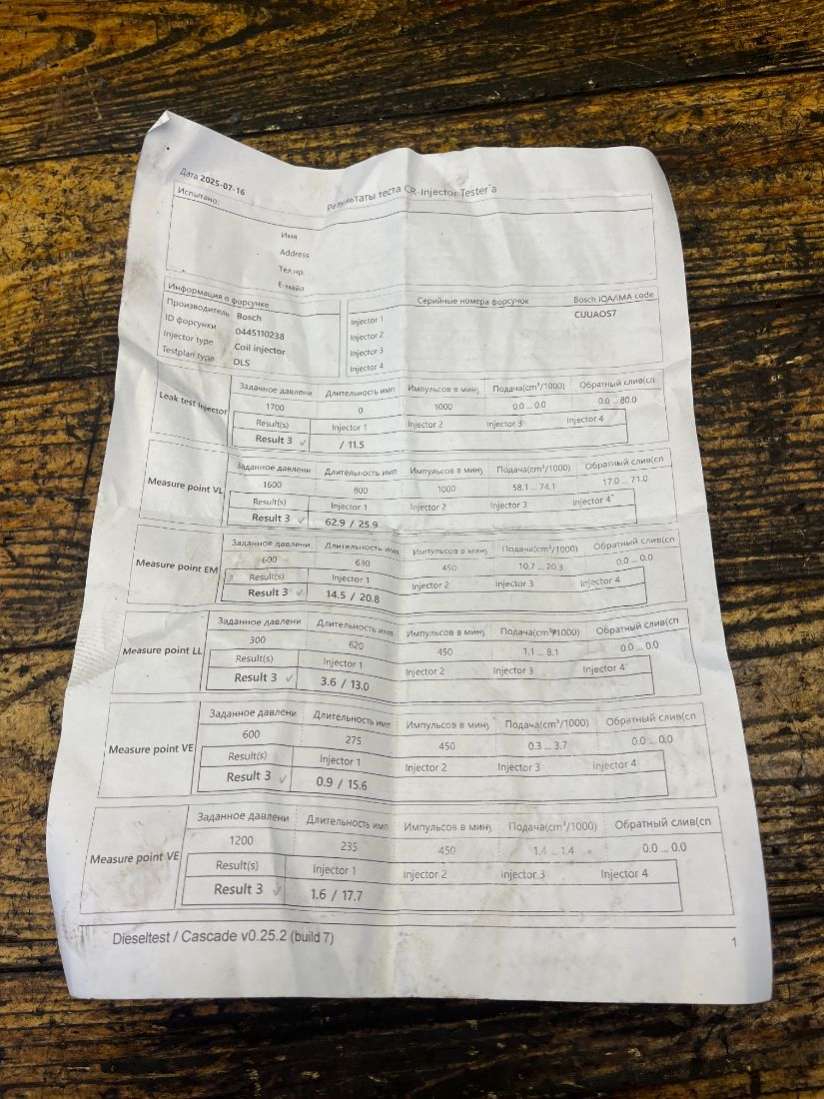 Дата 2025-07-16
Результаты теста CR-Injector Tester'а
Испытано:
Имя
Address
Тел нр.
E-майл
Информация о форсунке
Производитель Bosch
ID форсунки 0445110238
Injector type Coil injector
Testplan type DLS
Серийные номера форсунок Bosch IQA/IMA code
Injector 1 CUUAOS7
Injector 2
Injector 3
Injector 4
Leak test injector
Заданное давлени Длительность имп Импульсов в мин Подача(cm³/1000) Обратный слив(сп
1700 0 1000 0.0 ... 0.0 0.0 ... 80.0
Result(s) Injector 1 Injector 2 Injector 3 Injector 4
Result 3 ✓ / 11.5
Measure point VL
Заданное давлени Длительность имп Импульсов в мин Подача(cm³/1000) Обратный слив(сп
1600 800 1000 58.1 ... 74.1 17.0 ... 71.0
Result(s) Injector 1 Injector 2 Injector 3 Injector 4
Result 3 ✓ 62.9 / 25.9
Measure point EM
Заданное давлени Длительность имп Импульсов в мин Подача(cm³/1000) Обратный слив(сп
600 450 10.7 ... 20.3 0.0 ... 0.0
Result(s) Injector 1 Injector 2 Injector 3 Injector 4
Result 3 ✓ 14.5 / 20.8
Measure point LL
Заданное давлени Длительность имп Импульсов в мин Подача(cm³/1000) Обратный слив(сп
300 620 450 1.1 ... 8.1 0.0 ... 0.0
Result(s) Injector 1 Injector 2 Injector 3 Injector 4
Result 3 ✓ 3.6 / 13.0
Measure point VE
Заданное давлени Длительность имп Импульсов в мин Подача(cm³/1000) Обратный слив(сп
600 275 450 0.3 ... 3.7 0.0 ... 0.0
Result(s) Injector 1 Injector 2 Injector 3 Injector 4
Result 3 ✓ 0.9 / 15.6
Measure point VE
Заданное давлени Длительность имп Импульсов в мин Подача(cm³/1000) Обратный слив(сп
1200 235 450 1.4 ... 0.0 ... 0.0
Result(s) Injector 1 Injector 2 Injector 3 Injector 4
Result 3 ✓ 1.6 / 17.7
Dieseltest / Cascade v0.25.2 (build 7) 1